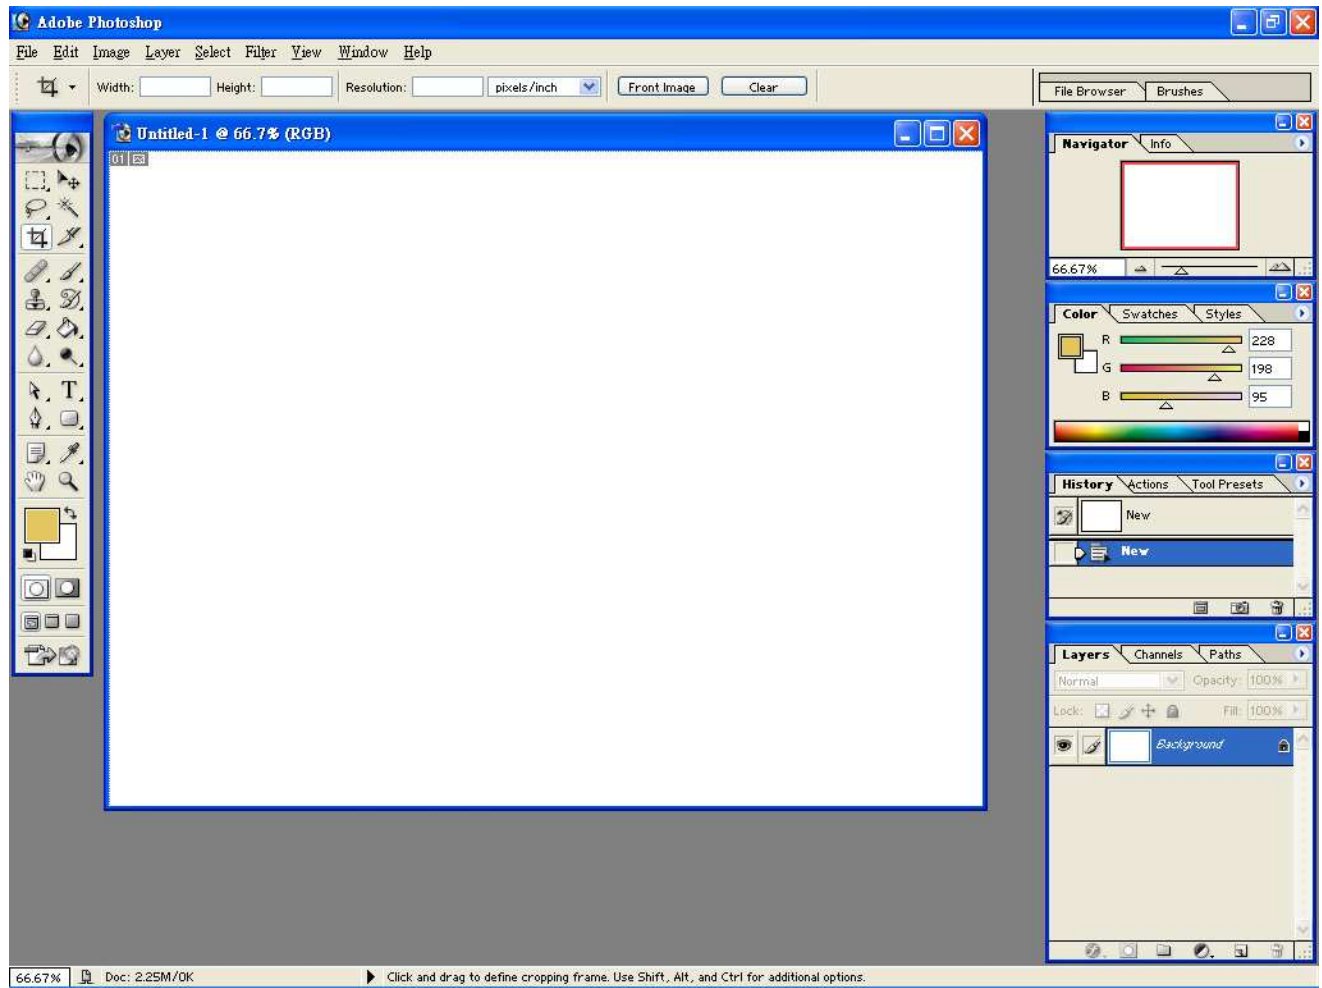 Adobe Photoshop
File Edit Image Layer Select Filter View Window Help
Width: Height: Resolution: pixels/inch Front Image Clear
File Browser Brushes
Untitled-1 @ 66.7% (RGB)
01
T
Navigator Info
66.67%
Color Swatches Styles
R 228
G 198
B 95
History Actions Tool Presets
New
New
Layers Channels Paths
Normal Opacity: 100%
Lock: Fill: 100%
Background
66.67% Doc: 2.25M/0K Click and drag to define cropping frame. Use Shift, Alt, and Ctrl for additional options.